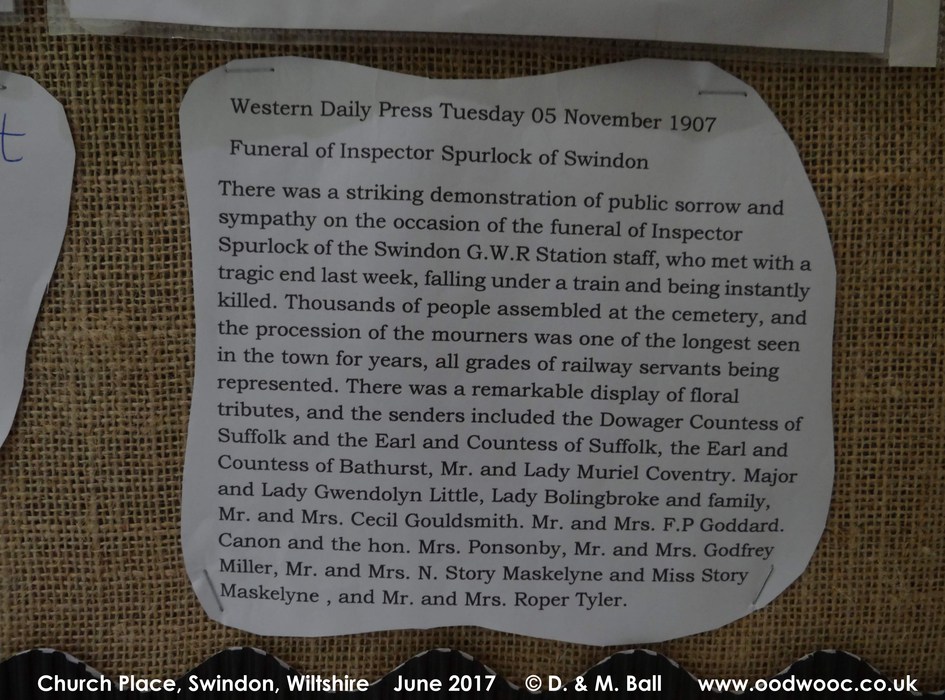 t
Western Daily Press Tuesday 05 November 1907
Funeral of Inspector Spurlock of Swindon
There was a striking demonstration of public sorrow and
sympathy on the occasion of the funeral of Inspector
Spurlock of the Swindon G.W.R Station staff, who met with a
tragic end last week, falling under a train and being instantly
killed. Thousands of people assembled at the cemetery, and
the procession of the mourners was one of the longest seen
in the town for years, all grades of railway servants being
represented. There was a remarkable display of floral
tributes, and the senders included the Dowager Countess of
Suffolk and the Earl and Countess of Suffolk, the Earl and
Countess of Bathurst, Mr. and Lady Muriel Coventry. Major
and Lady Gwendolyn Little, Lady Bolingbroke and family,
Mr. and Mrs. Cecil Gouldsmith. Mr. and Mrs. F.P Goddard.
Canon and the hon. Mrs. Ponsonby, Mr. and Mrs. Godfrey
Miller, Mr. and Mrs. N. Story Maskelyne and Miss Story
Maskelyne , and Mr. and Mrs. Roper Tyler.
Church Place, Swindon, Wiltshire June 2017 © D. & M. Ball www.oodwooc.co.uk